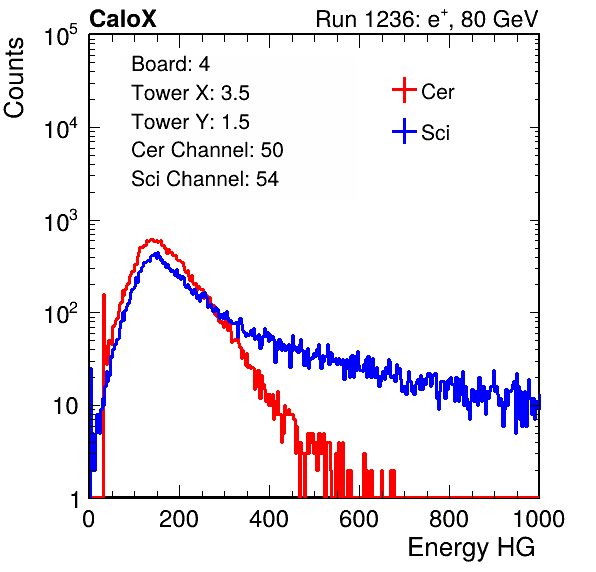 CaloX Run 1236: e⁺, 80 GeV
Counts
Board: 4
Tower X: 3.5
Tower Y: 1.5
Cer Channel: 50
Sci Channel: 54
Cer
Sci
10⁵
10⁴
10³
10²
10
1
0 200 400 600 800 1000
Energy HG